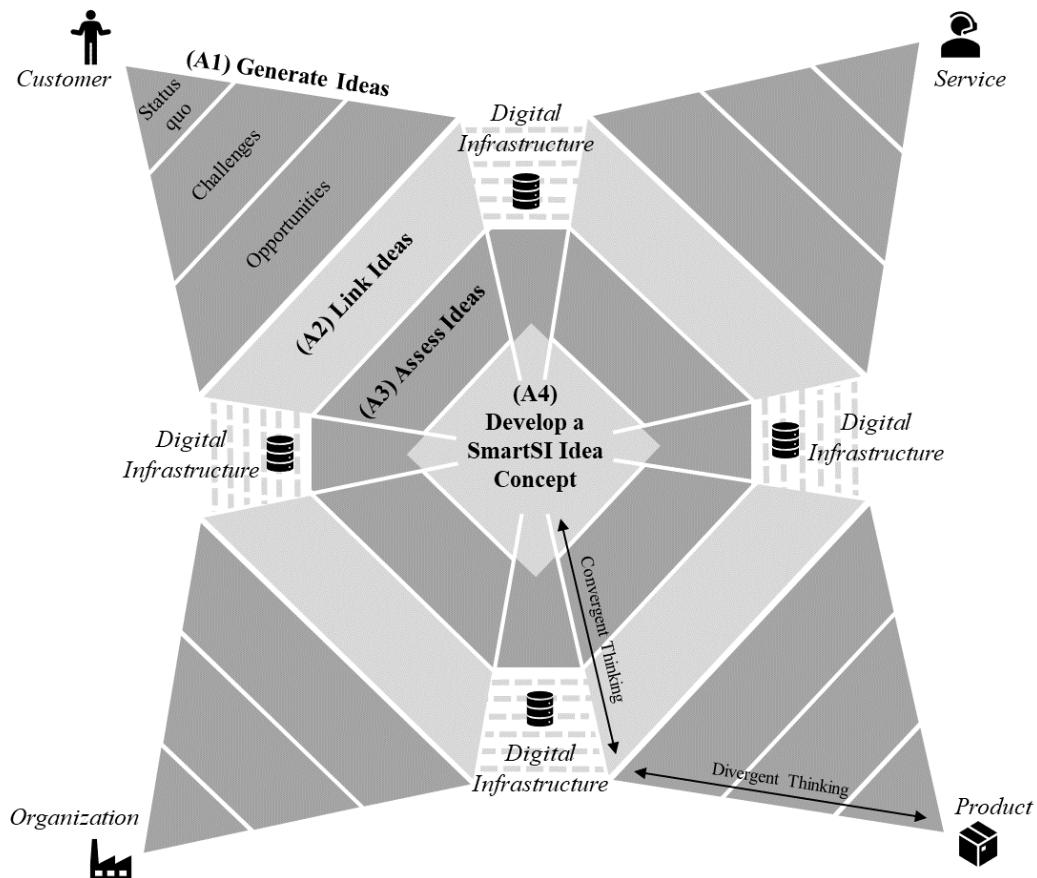 Customer
(A1) Generate Ideas
Service
Status
quo
Challenges
Opportunities
Digital
Infrastructure
(A2) Link Ideas
(A3) Assess Ideas
(A4)
Develop a
SmartSI Idea
Concept
Digital
Infrastructure
Digital
Infrastructure
Convergent Thinking
Digital
Infrastructure
Divergent Thinking
Organization
Product